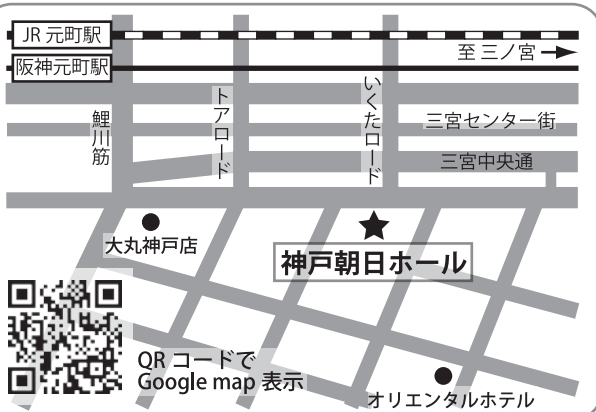 JR 元町駅
至 三ノ宮
阪神元町駅
鯉川筋
トアロード
いくたロード
三宮センター街
三宮中央通
大丸神戸店
神戸朝日ホール
QR コードで
Google map 表示
オリエンタルホテル